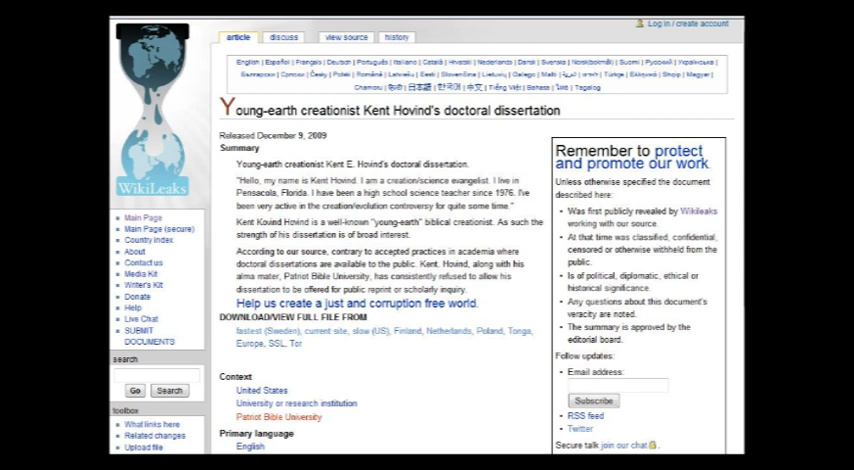 Log in / create account
article
discuss
view source
history
English | Español | Français | Deutsch | Português | Italiano | Català | Hrvatski | Nederlands | Dansk | Svenska | Norsk(bokmål) | Suomi | Русский | Українська |
Български | Српски | Česky | Polski | Română | Latviešu | Eesti | Slovenčina | Lietuvių | Galego | Malti | Türkçe | Ελληνικά | Shqip | Magyar |
Chamoru | 日本語 | 한국어 | 中文 | Tiếng Việt | Bahasa | ไทย | Tagalog
Young-earth creationist Kent Hovind's doctoral dissertation
Released December 9, 2009
Summary
Young-earth creationist Kent E. Hovind's doctoral dissertation.
"Hello, my name is Kent Hovind. I am a creation/science evangelist. I live in
Pensacola, Florida. I have been a high school science teacher since 1976. I've
been very active in the creation/evolution controversy for quite some time."
Kent Kovind Hovind is a well-known "young-earth" biblical creationist. As such the
strength of his dissertation is of broad interest.
According to our source, contrary to accepted practices in academia where
doctoral dissertations are available to the public. Kent. Hovind, along with his
alma mater, Patriot Bible University, has consistently refused to allow his
dissertation to be offered for public reprint or scholarly inquiry.
Help us create a just and corruption free world.
DOWNLOAD/VIEW FULL FILE FROM
fastest (Sweden), current site, slow (US), Finland, Netherlands, Poland, Tonga,
Europe, SSL, Tor
Context
United States
University or research institution
Patriot Bible University
Primary language
English
Remember to protect
and promote our work.
Unless otherwise specified the document
described here:
• Was first publicly revealed by Wikileaks
working with our source.
• At that time was classified, confidential,
censored or otherwise withheld from the
public.
• Is of political, diplomatic, ethical or
historical significance.
• Any questions about this document's
veracity are noted.
• The summary is approved by the
editorial board.
Follow updates:
• Email address:
Subscribe
• RSS feed
• Twitter
Secure talk join our chat.
WikiLeaks
Main Page
Main Page (secure)
Country index
About
Contact us
Media Kit
Writer's Kit
Donate
Help
Live Chat
SUBMIT
DOCUMENTS
search
Go Search
toolbox
What links here
Related changes
Upload file